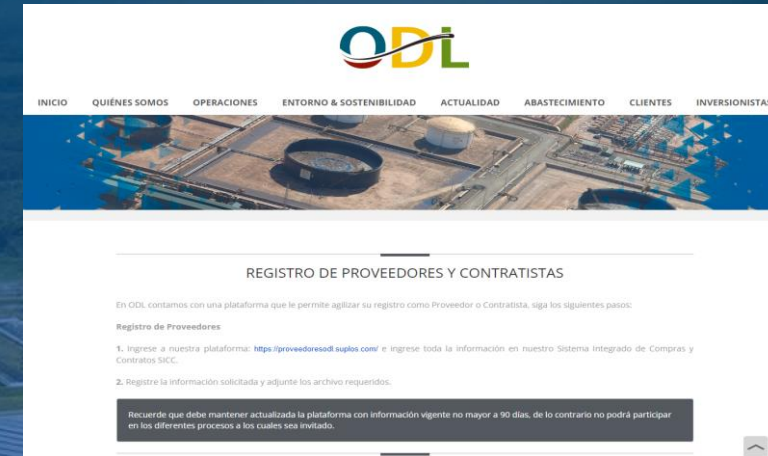 ODL
INICIO QUIÉNES SOMOS OPERACIONES ENTORNO & SOSTENIBILIDAD ACTUALIDAD ABASTECIMIENTO CLIENTES INVERSIONISTAS
REGISTRO DE PROVEEDORES Y CONTRATISTAS
En ODL contamos con una plataforma que le permite agilizar su registro como Proveedor o Contratista, siga los siguientes pasos:
Registro de Proveedores
1. Ingrese a nuestra plataforma: https://proveedoresodl.suplos.com/ e ingrese toda la información en nuestro Sistema Integrado de Compras y
Contratos SICC.
2. Registre la información solicitada y adjunte los archivo requeridos.
Recuerde que debe mantener actualizada la plataforma con información vigente no mayor a 90 días, de lo contrario no podrá participar
en los diferentes procesos a los cuales sea invitado.